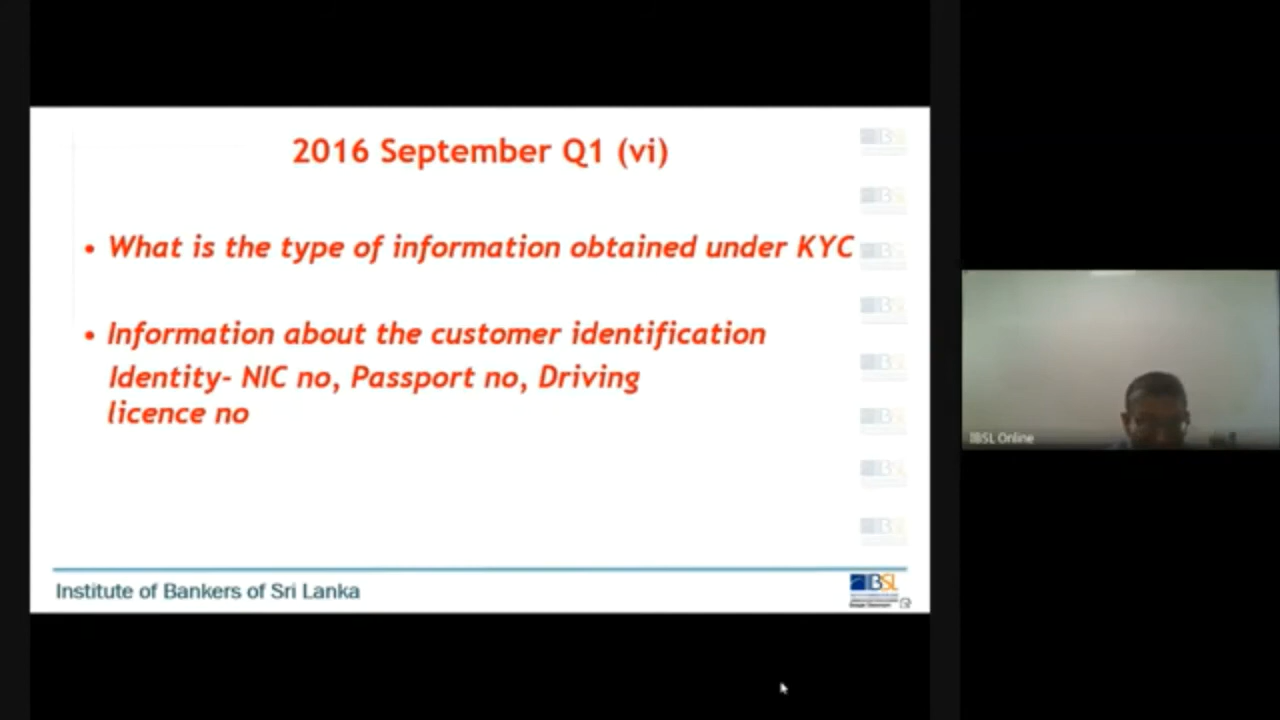 2016 September Q1 (vi)
• What is the type of information obtained under KYC
• Information about the customer identification
Identity- NIC no, Passport no, Driving
licence no
Institute of Bankers of Sri Lanka
IBSL
IBSL Online